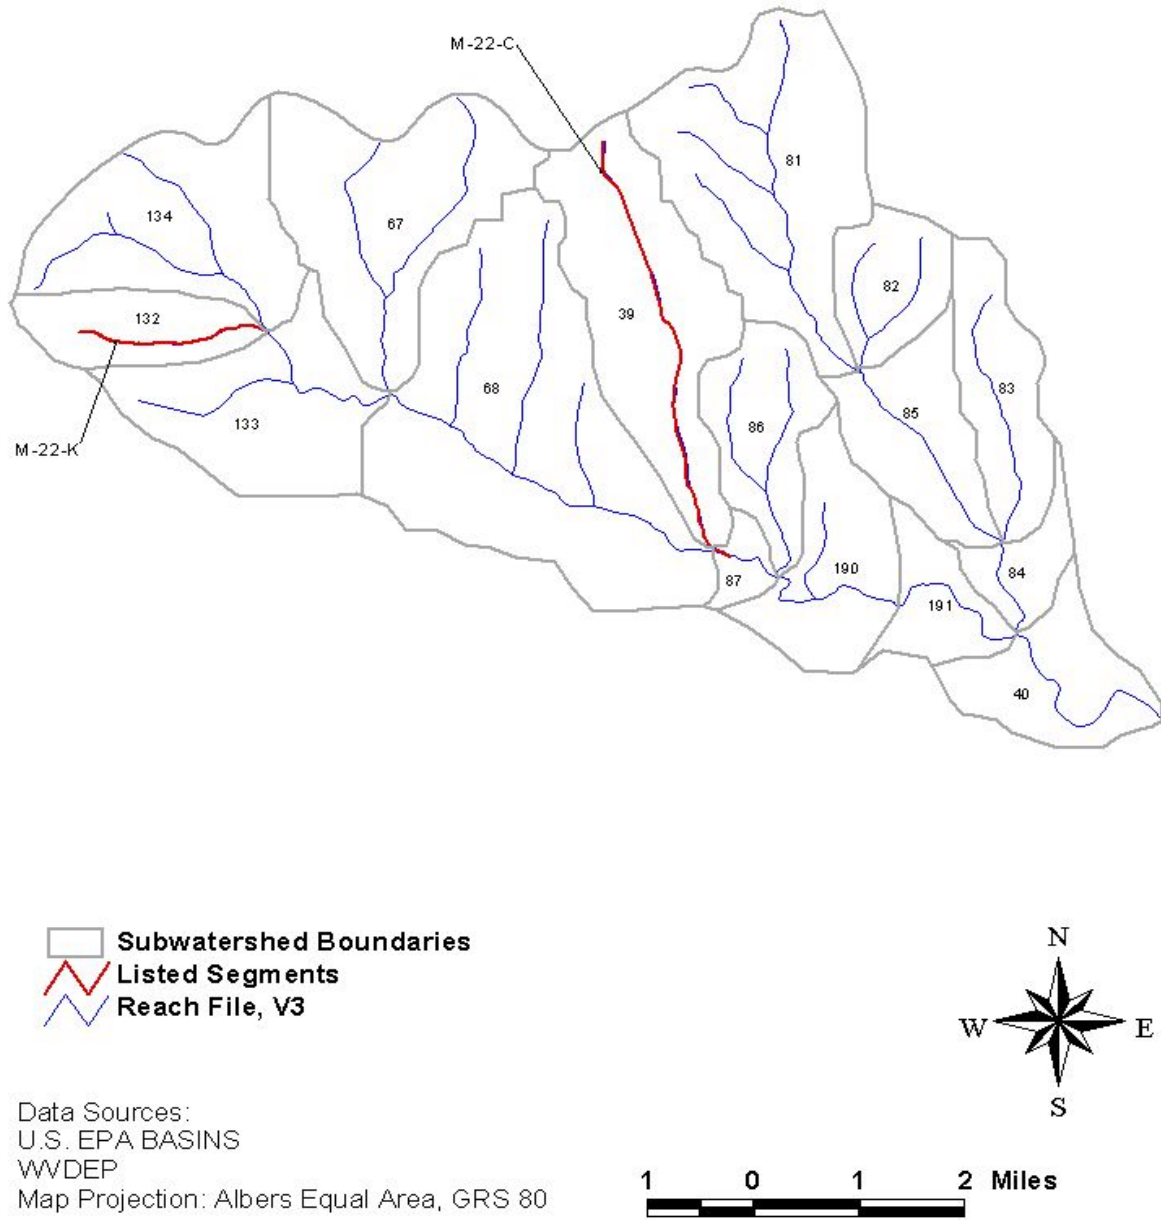 M-22-C
81
134
67
82
132
39
83
68
85
86
133
M-22-K
190
84
87
191
40
Subwatershed Boundaries
Listed Segments
Reach File, V3
N
W
E
S
Data Sources:
U.S. EPA BASINS
WVDEP
Map Projection: Albers Equal Area, GRS 80
1 0 1 2 Miles